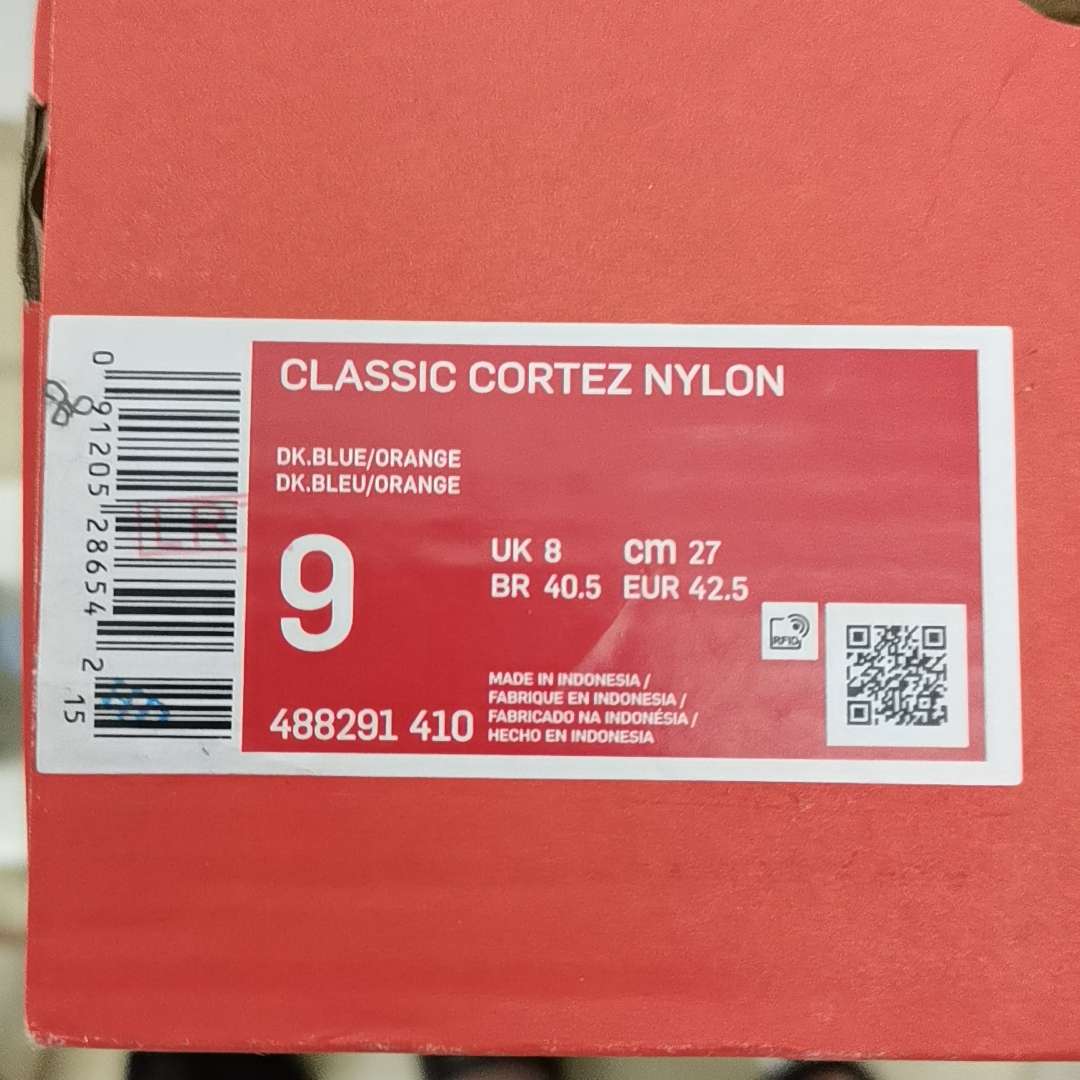 CLASSIC CORTEZ NYLON
DK.BLUE/ORANGE
DK.BLEU/ORANGE
9
UK 8 cm 27
BR 40.5 EUR 42.5
RFID
MADE IN INDONESIA /
FABRIQUE EN INDONESIA /
FABRICADO NA INDONÉSIA /
HECHO EN INDONESIA
488291 410
0 91205 28654 2
15
LR